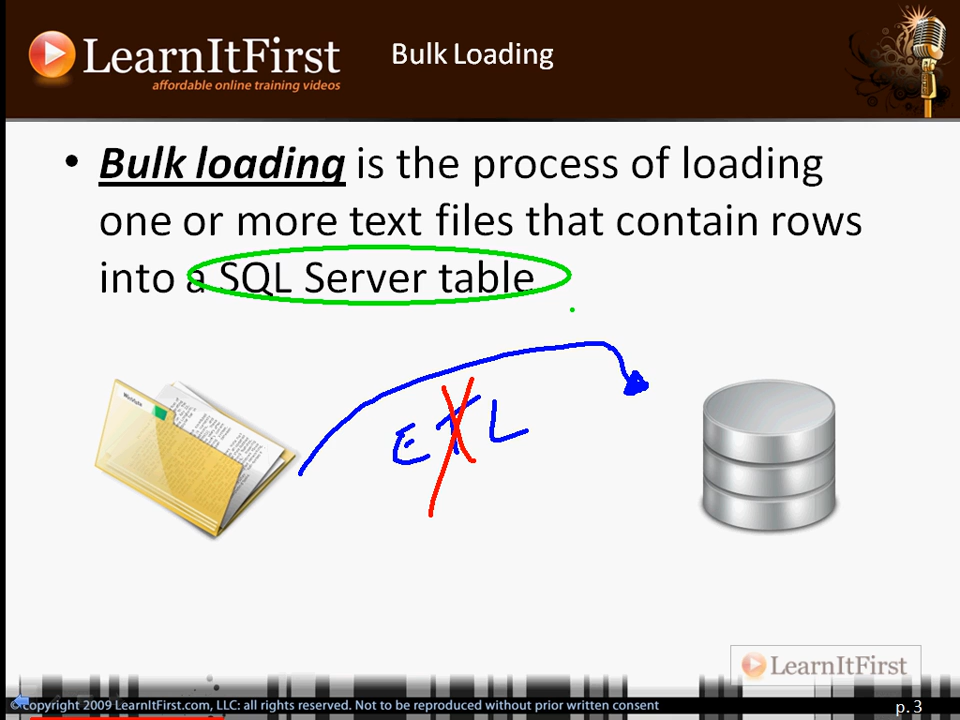 LearnItFirst
affordable online training videos
Bulk Loading
• Bulk loading is the process of loading
one or more text files that contain rows
into a SQL Server table
ETL
LearnItFirst
©Copyright 2009 LearnItFirst.com, LLC: all rights reserved. Not to be reproduced without prior written consent
p. 3